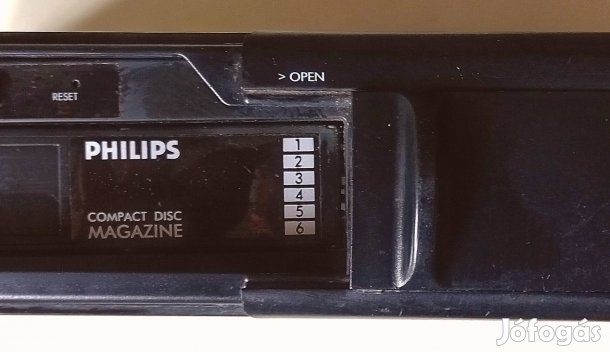 > OPEN
RESET
PHILIPS
COMPACT DISC
MAGAZINE
1
2
3
4
5
6
Jófogás